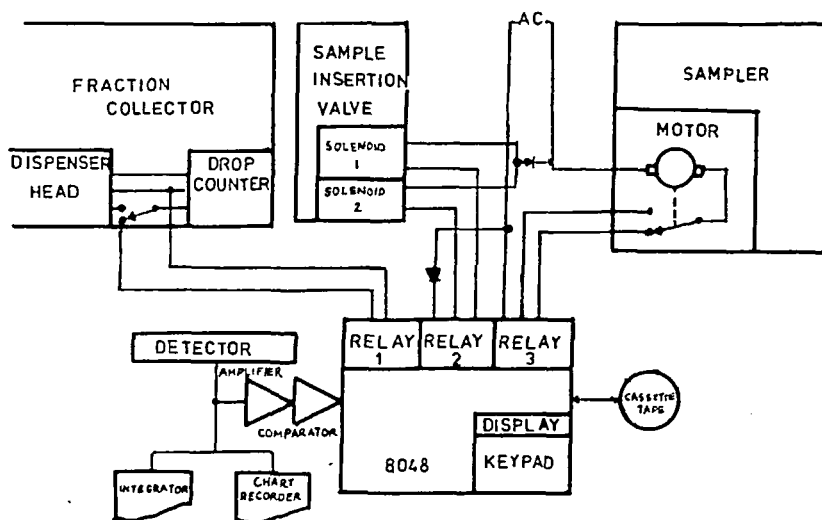 AC
FRACTION
COLLECTOR
DISPENSER
HEAD
DROP
COUNTER
SAMPLE
INSERTION
VALVE
SOLENOID
1
SOLENOID
2
SAMPLER
MOTOR
RELAY
1
RELAY
2
RELAY
3
DETECTOR
AMPLIFIER
COMPARATOR
INTEGRATOR
CHART
RECORDER
8048
DISPLAY
KEYPAD
CASSETTE
TAPE